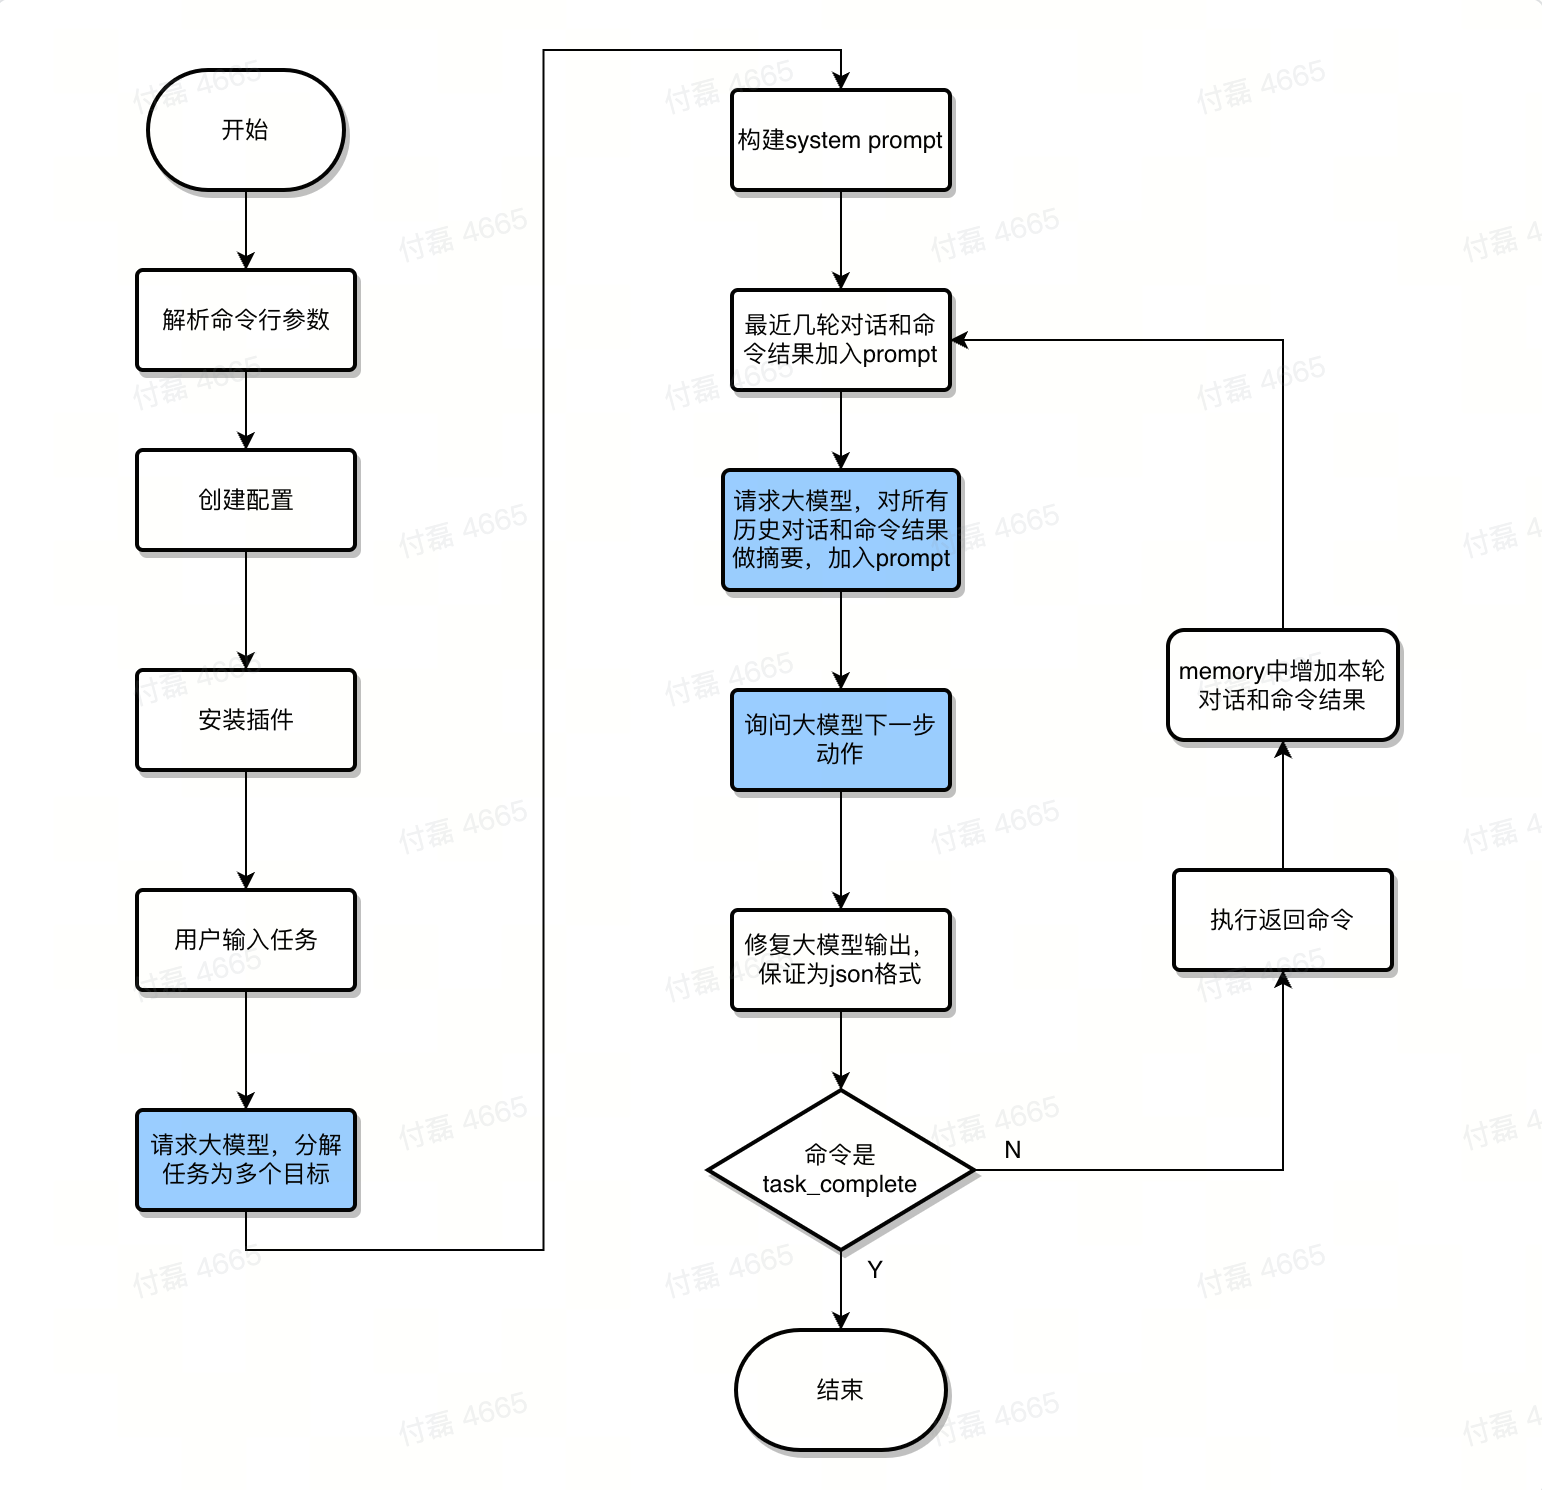 开始
解析命令行参数
创建配置
安装插件
用户输入任务
请求大模型，分解
任务为多个目标
构建system prompt
最近几轮对话和命
令结果加入prompt
请求大模型，对所有
历史对话和命令结果
做摘要，加入prompt
询问大模型下一步
动作
修复大模型输出，
保证为json格式
命令是
task_complete
N
Y
结束
执行返回命令
memory中增加本轮
对话和命令结果
付磊 4665